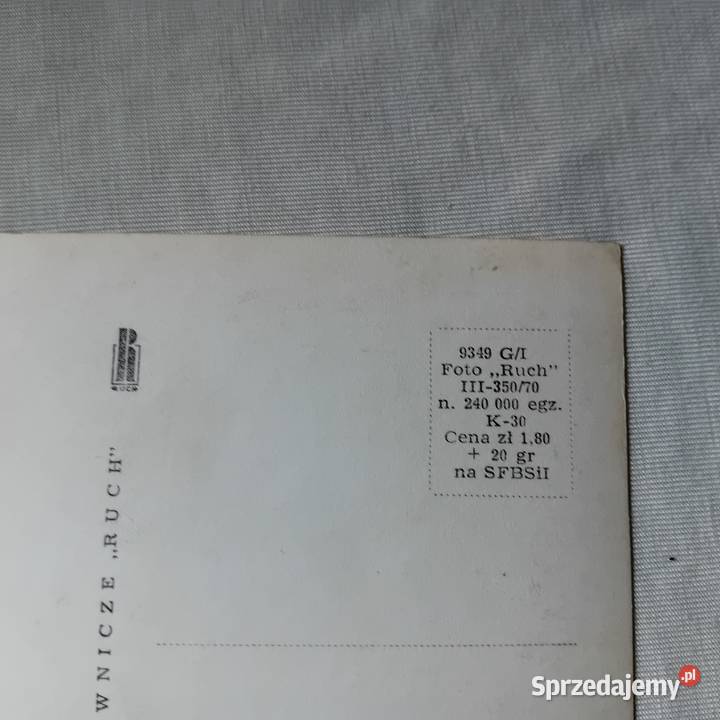 9349 G/I
Foto „Ruch”
III-350/70
n. 240 000 egz.
K-30
Cena zł 1,80
+ 20 gr
na SFBSiI
WNICZE „RUCH”
Sprzedajemy.pl